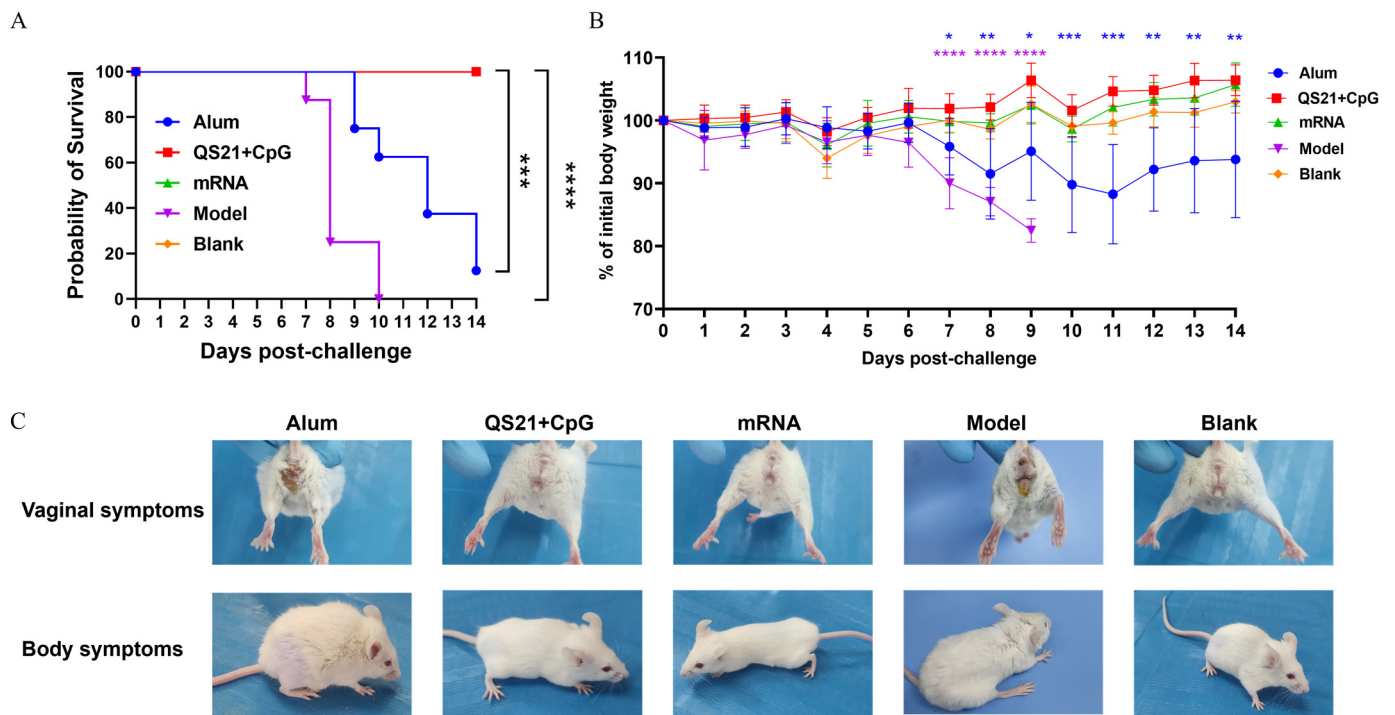 A
Probability of Survival
100
80
60
40
20
0
Alum
QS21+CpG
mRNA
Model
Blank
***
****
0 1 2 3 4 5 6 7 8 9 10 11 12 13 14
Days post-challenge
B
* ** * *** *** ** ** **
**** **** ****
% of initial body weight
110
100
90
80
70
0 1 2 3 4 5 6 7 8 9 10 11 12 13 14
Days post-challenge
Alum
QS21+CpG
mRNA
Model
Blank
C
Alum QS21+CpG mRNA Model Blank
Vaginal symptoms
Body symptoms